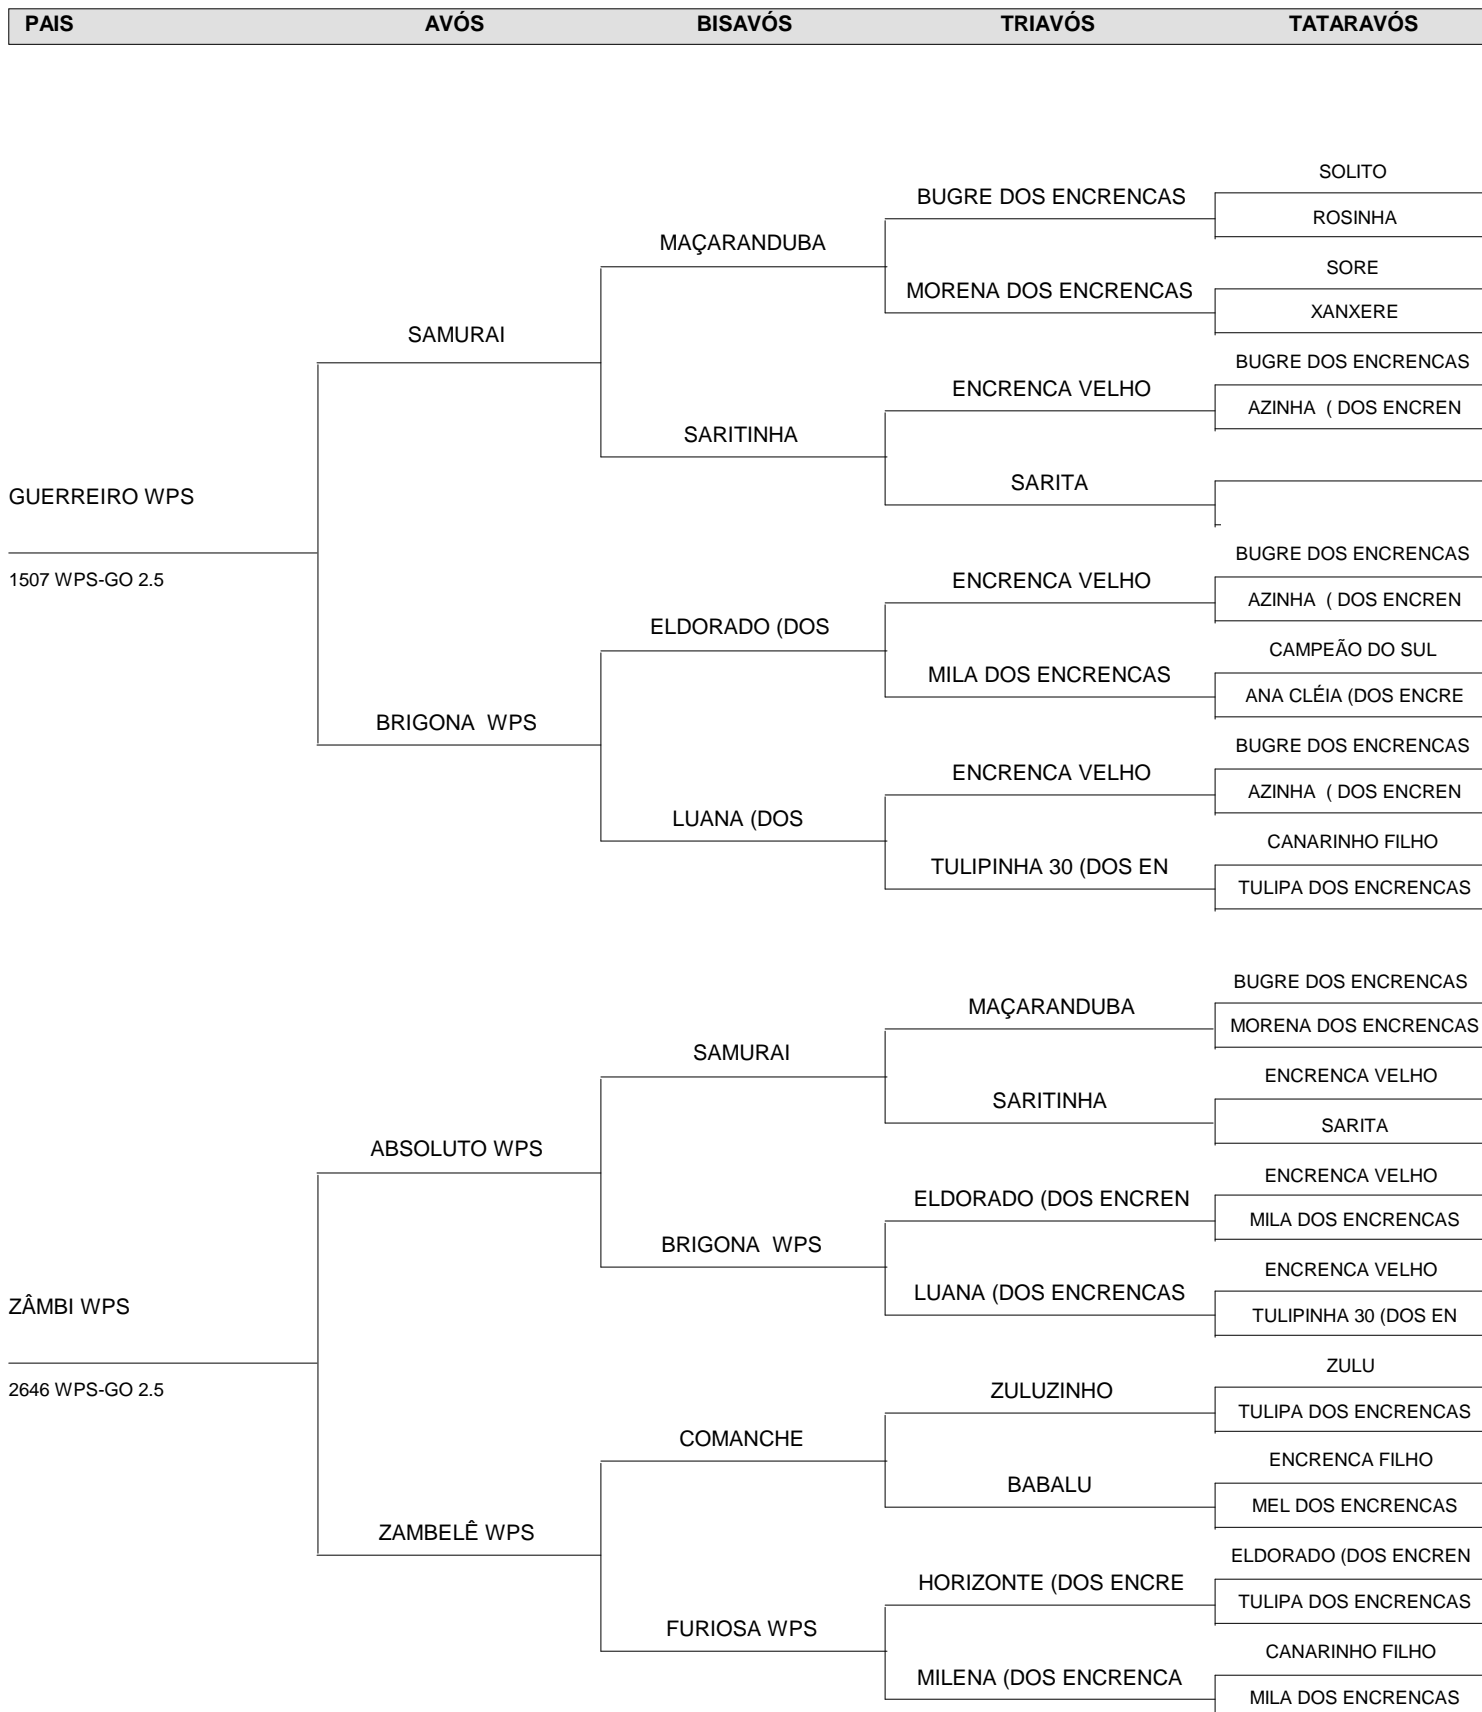 PAIS AVÓS BISAVÓS TRIAVÓS TATARAVÓS
SOLITO
BUGRE DOS ENCRENCAS
ROSINHA
MAÇARANDUBA
SORE
MORENA DOS ENCRENCAS
XANXERE
SAMURAI
BUGRE DOS ENCRENCAS
ENCRENCA VELHO
AZINHA ( DOS ENCREN
SARITINHA
SARITA
GUERREIRO WPS
BUGRE DOS ENCRENCAS
1507 WPS-GO 2.5
ENCRENCA VELHO
AZINHA ( DOS ENCREN
ELDORADO (DOS
CAMPEÃO DO SUL
MILA DOS ENCRENCAS
ANA CLÉIA (DOS ENCRE
BRIGONA WPS
BUGRE DOS ENCRENCAS
ENCRENCA VELHO
AZINHA ( DOS ENCREN
LUANA (DOS
CANARINHO FILHO
TULIPINHA 30 (DOS EN
TULIPA DOS ENCRENCAS
BUGRE DOS ENCRENCAS
MAÇARANDUBA
MORENA DOS ENCRENCAS
SAMURAI
ENCRENCA VELHO
SARITINHA
SARITA
ABSOLUTO WPS
ENCRENCA VELHO
ELDORADO (DOS ENCREN
MILA DOS ENCRENCAS
BRIGONA WPS
ENCRENCA VELHO
LUANA (DOS ENCRENCAS
ZÂMBI WPS
TULIPINHA 30 (DOS EN
ZULU
2646 WPS-GO 2.5
ZULUZINHO
TULIPA DOS ENCRENCAS
COMANCHE
ENCRENCA FILHO
BABALU
MEL DOS ENCRENCAS
ZAMBELÊ WPS
ELDORADO (DOS ENCREN
HORIZONTE (DOS ENCRE
TULIPA DOS ENCRENCAS
FURIOSA WPS
CANARINHO FILHO
MILENA (DOS ENCRENCA
MILA DOS ENCRENCAS